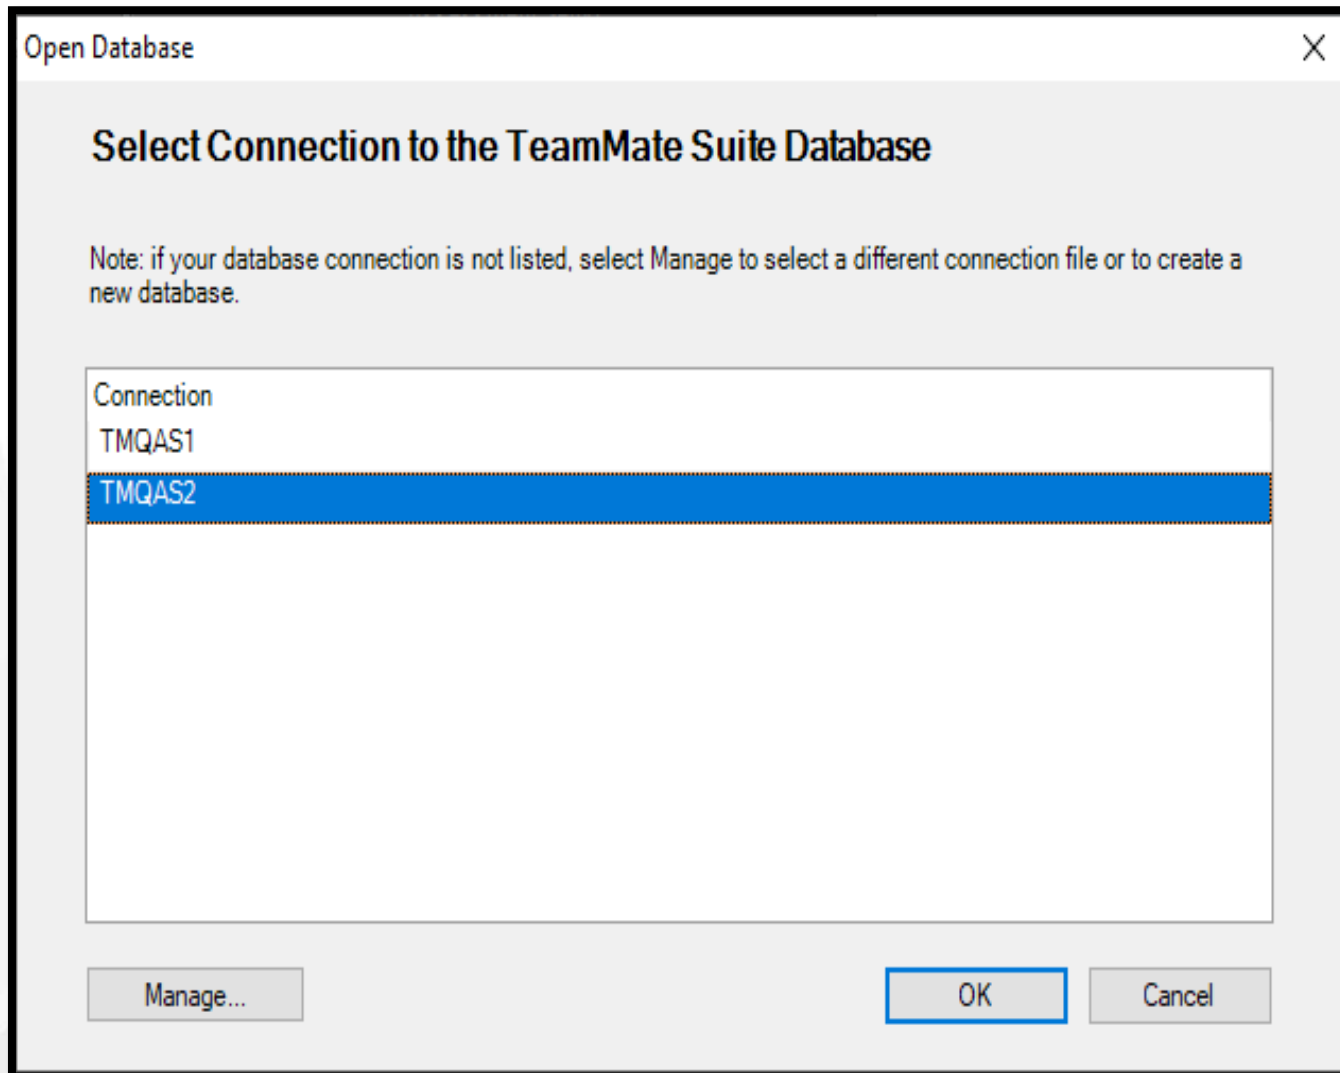 Open Database
Select Connection to the TeamMate Suite Database
Note: if your database connection is not listed, select Manage to select a different connection file or to create a
new database.
Connection
TMQAS1
TMQAS2
Manage...
OK
Cancel